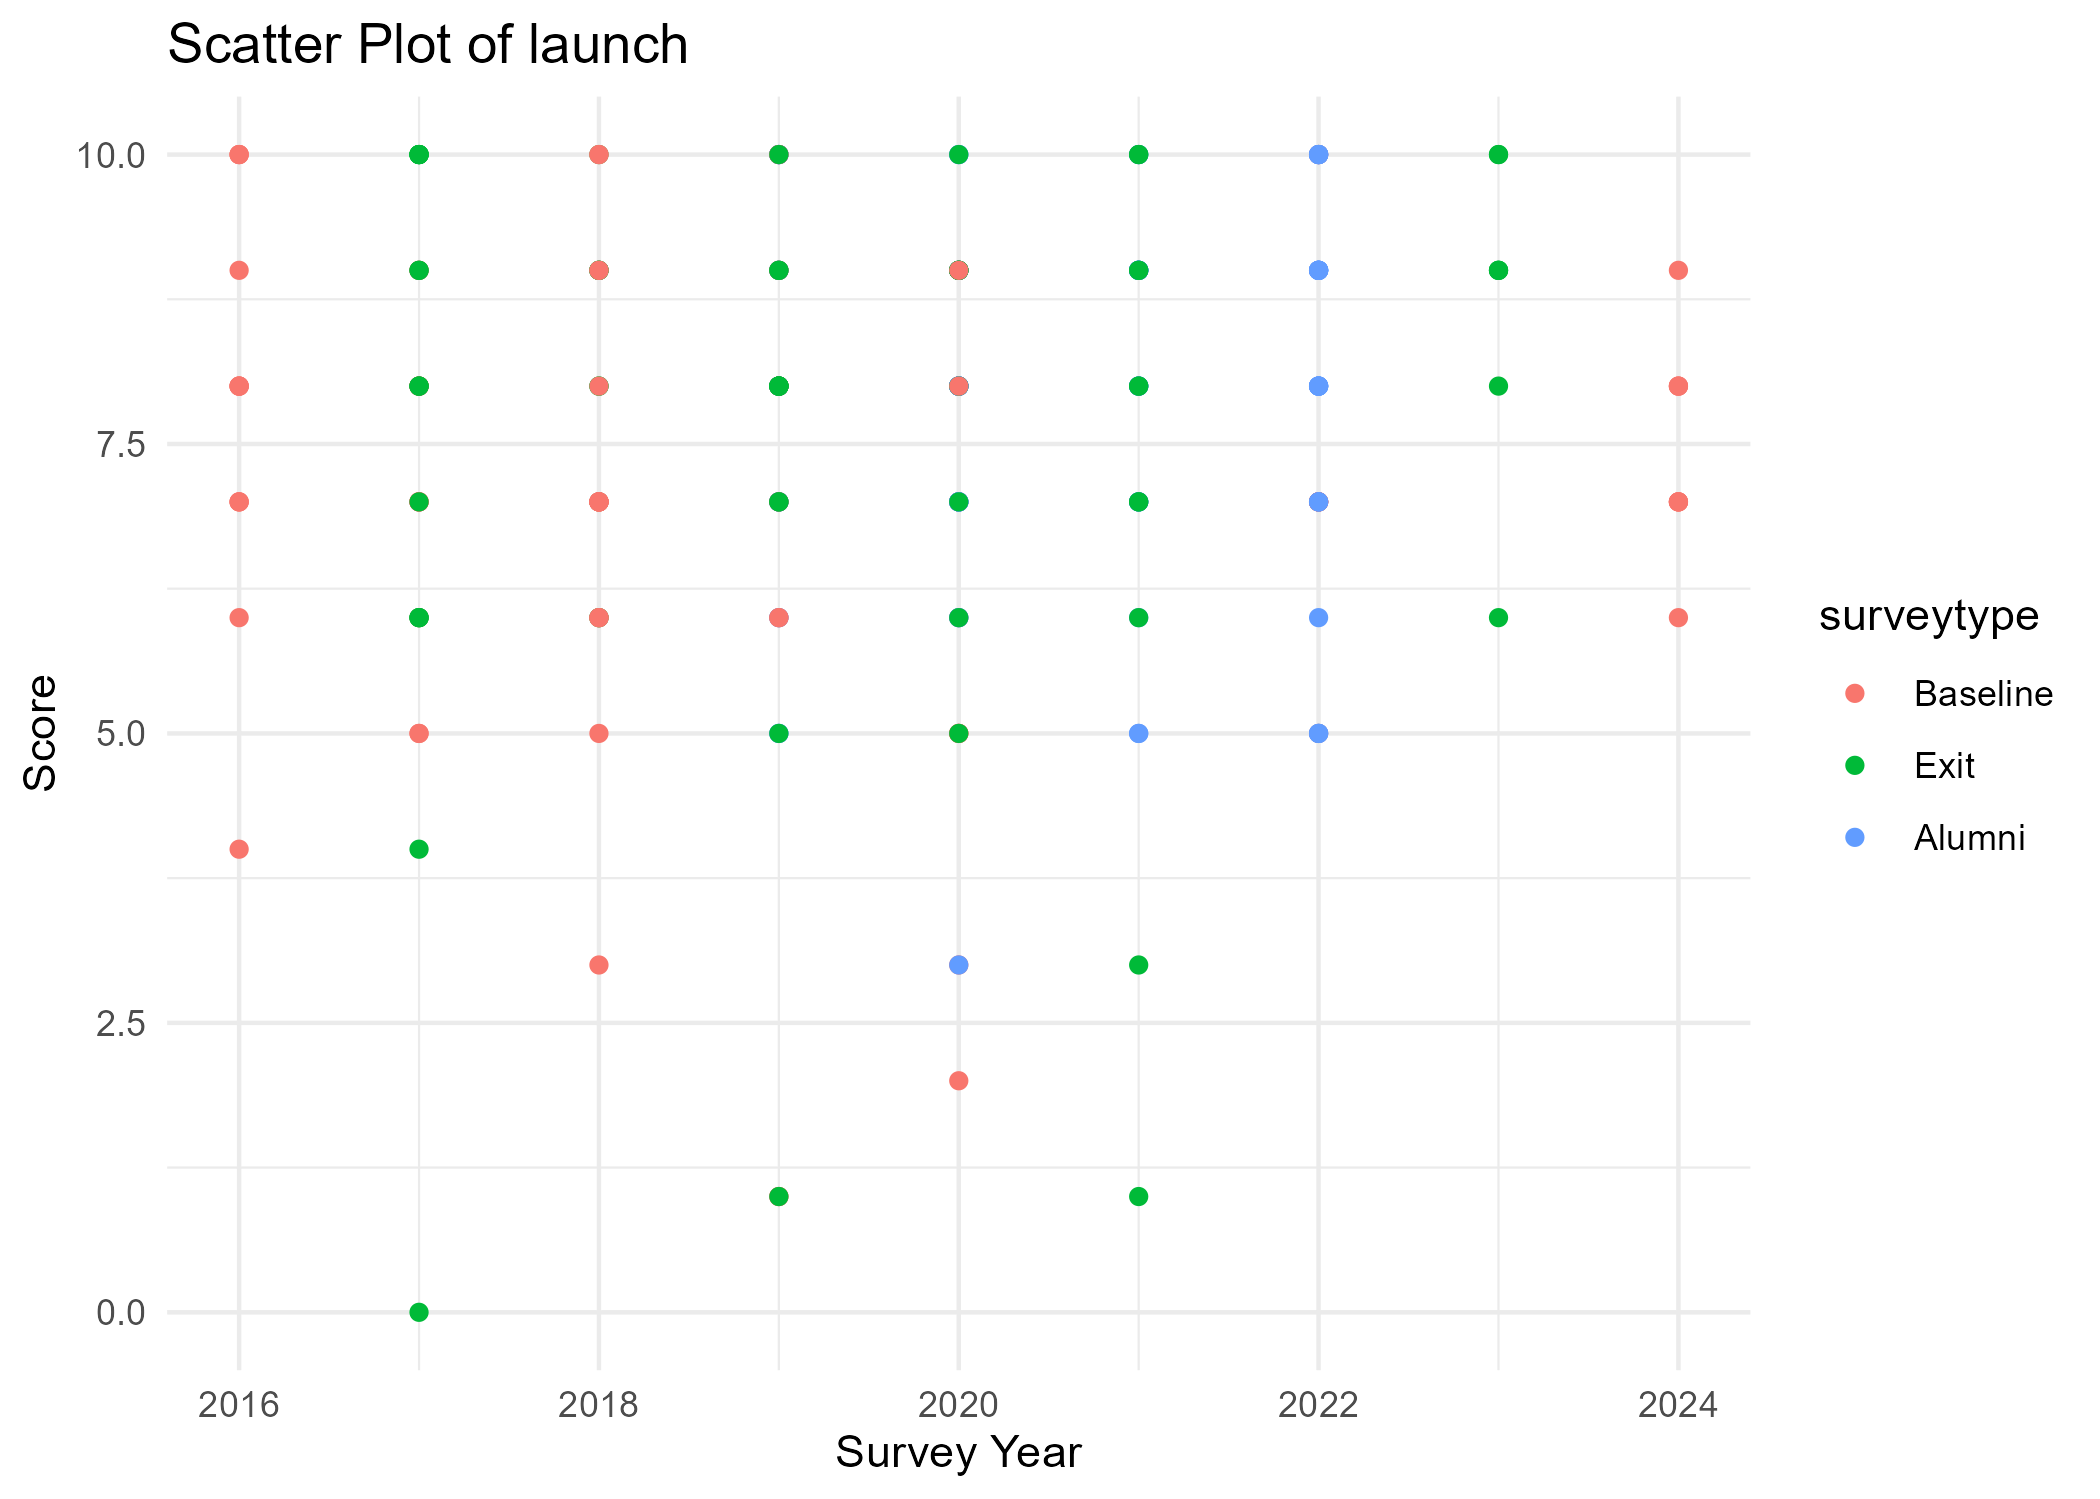 Scatter Plot of launch
10.0
7.5
5.0
2.5
0.0
Score
2016 2018 2020 2022 2024
Survey Year
surveytype
Baseline
Exit
Alumni